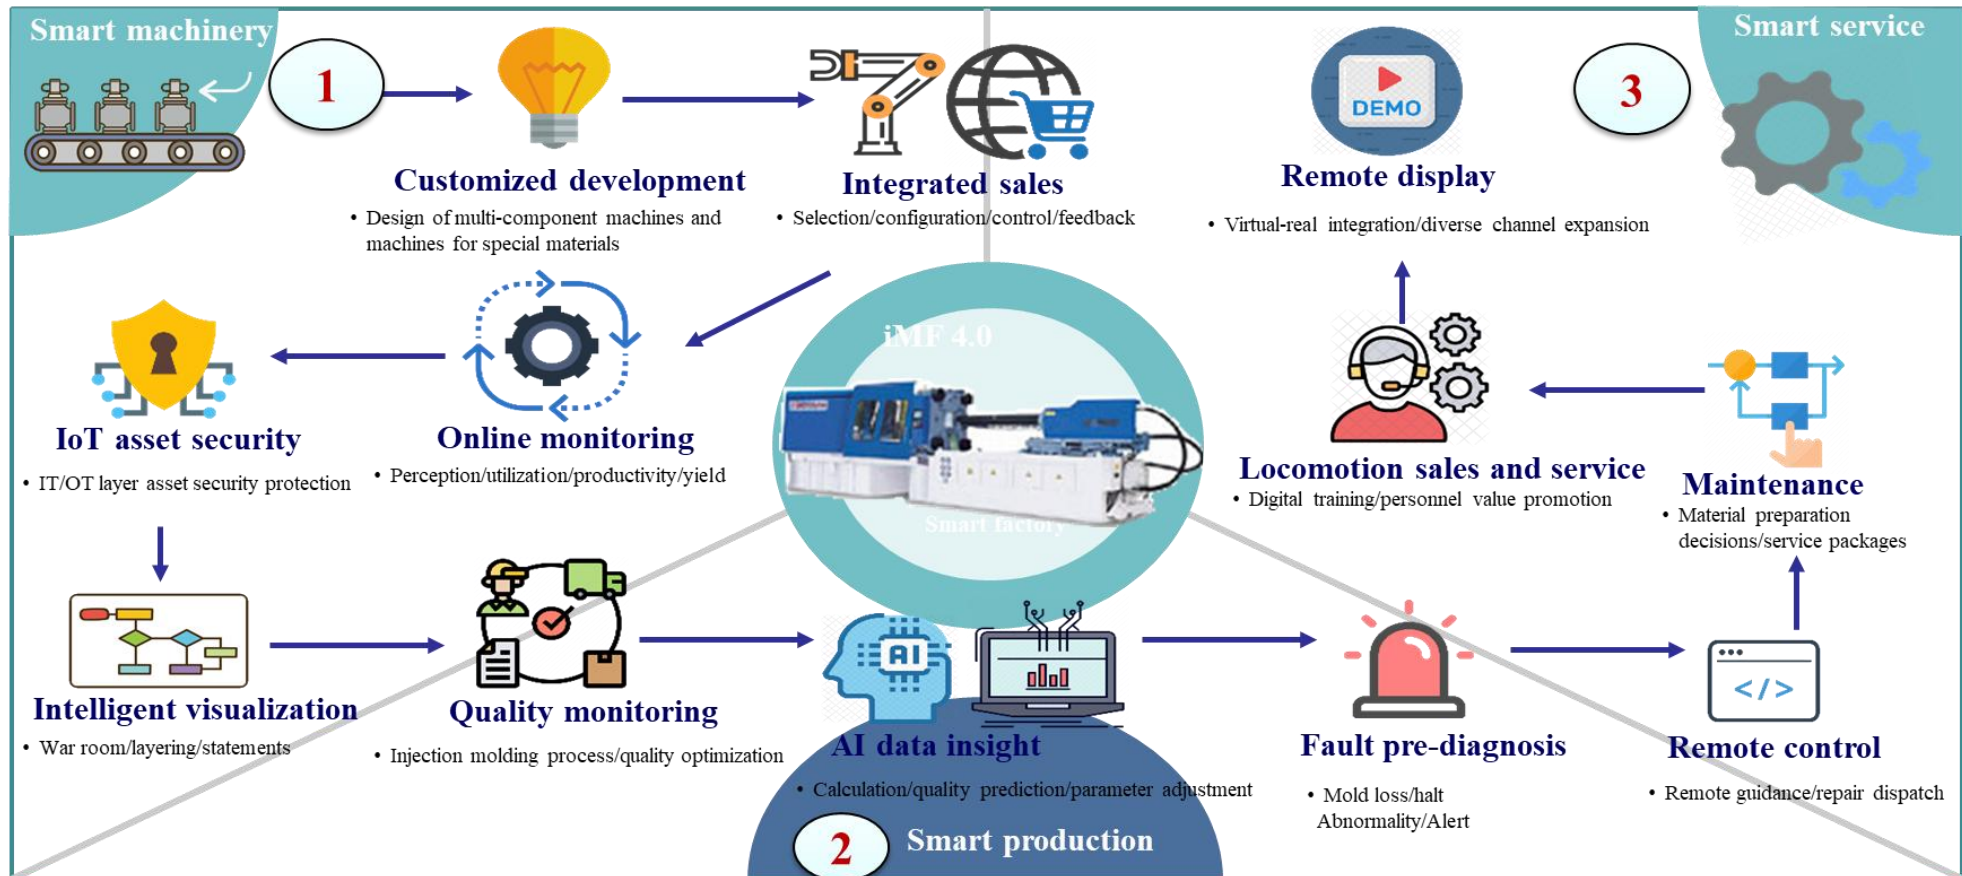 Smart machinery
1
Customized development
• Design of multi-component machines and
machines for special materials
Integrated sales
• Selection/configuration/control/feedback
DEMO
Remote display
• Virtual-real integration/diverse channel expansion
3
Smart service
IoT asset security
• IT/OT layer asset security protection
Online monitoring
• Perception/utilization/productivity/yield
iMF 4.0
Smart factory
Locomotion sales and service
• Digital training/personnel value promotion
Maintenance
• Material preparation
decisions/service packages
Intelligent visualization
• War room/layering/statements
Quality monitoring
• Injection molding process/quality optimization
AI
AI data insight
• Calculation/quality prediction/parameter adjustment
Fault pre-diagnosis
• Mold loss/halt
Abnormality/Alert
</>
Remote control
• Remote guidance/repair dispatch
2
Smart production